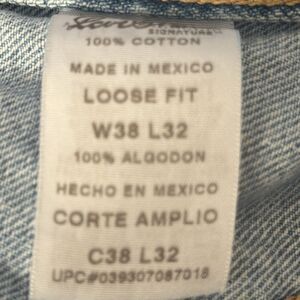 SIGNATURE
100% COTTON
MADE IN MEXICO
LOOSE FIT
W38 L32
100% ALGODON
HECHO EN MEXICO
CORTE AMPLIO
C38 L32
UPC#039307087018